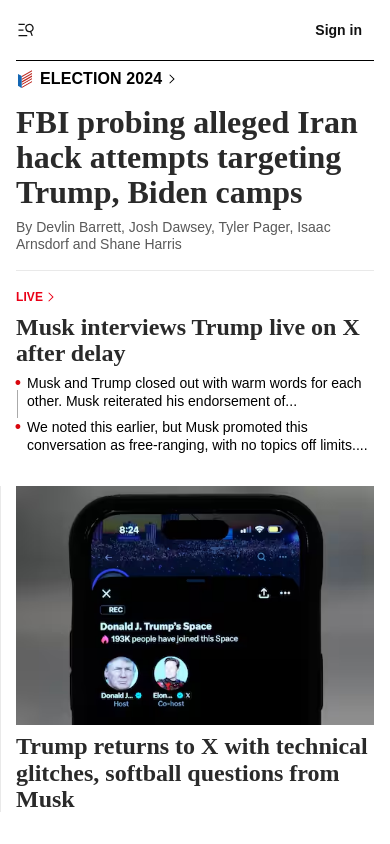 Sign in
ELECTION 2024
FBI probing alleged Iran
hack attempts targeting
Trump, Biden camps
By Devlin Barrett, Josh Dawsey, Tyler Pager, Isaac
Arnsdorf and Shane Harris
LIVE
Musk interviews Trump live on X
after delay
Musk and Trump closed out with warm words for each
other. Musk reiterated his endorsement of...
We noted this earlier, but Musk promoted this
conversation as free-ranging, with no topics off limits....
8:24
REC
Donald J. Trump's Space
193K people have joined this Space
Donald J... Elon... X
Host Co-host
Trump returns to X with technical
glitches, softball questions from
Musk